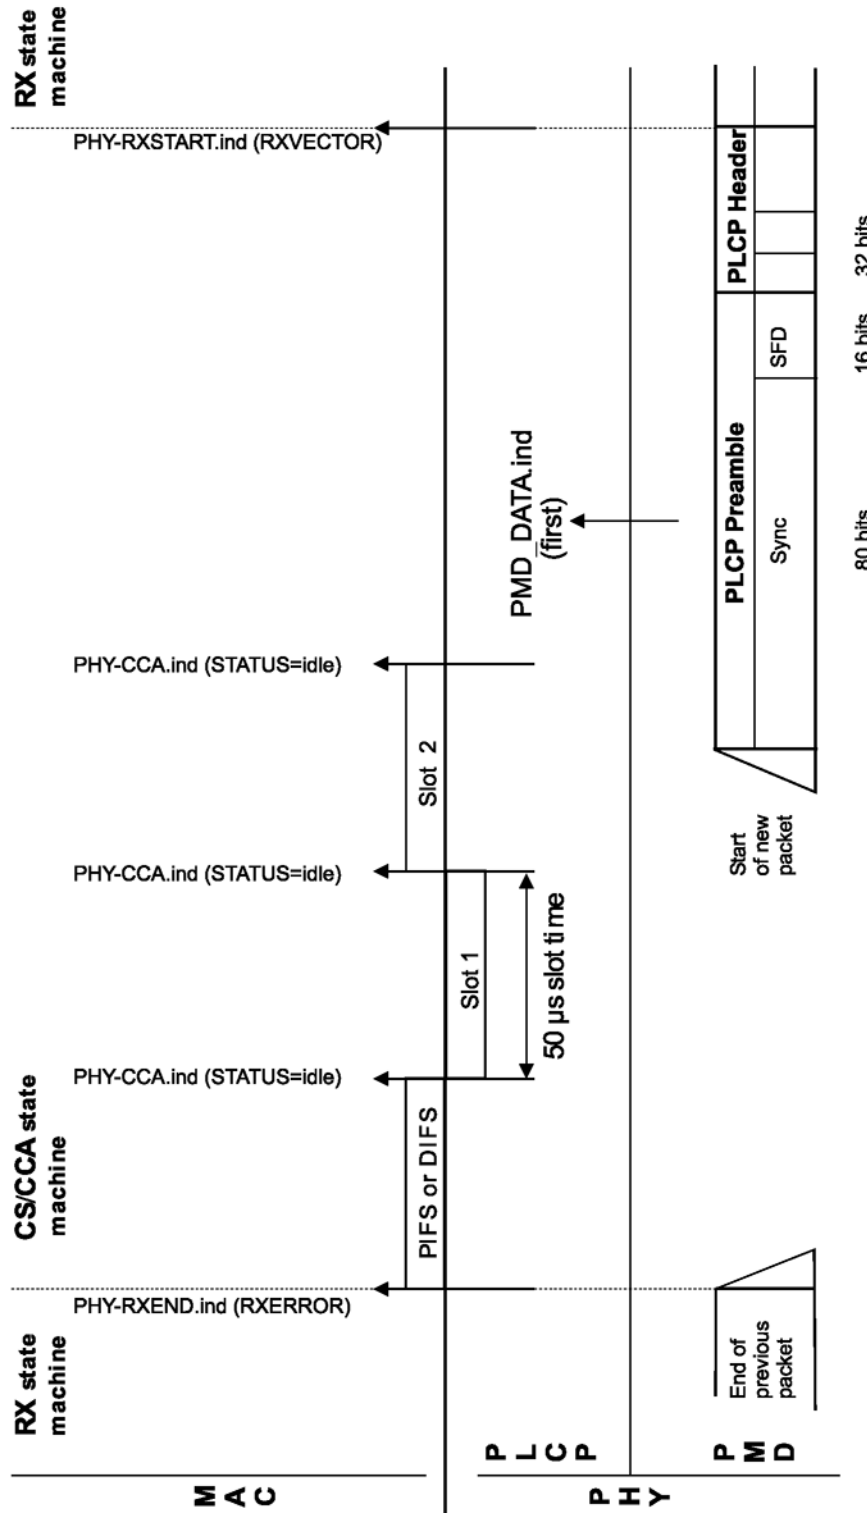 RX state
machine
CS/CCA state
machine
RX state
machine
PHY-RXEND.ind (RXERROR)
PHY-CCA.ind (STATUS=idle)
PHY-CCA.ind (STATUS=idle)
PHY-CCA.ind (STATUS=idle)
PHY-RXSTART.ind (RXVECTOR)
MAC
PIFS or DIFS
Slot 1
Slot 2
50 µs slot time
PLCP
PMD_DATA.ind
(first)
PHY
PMD
End of
previous
packet
Start
of new
packet
PLCP Preamble
PLCP Header
Sync
SFD
80 bits
16 bits
32 bits